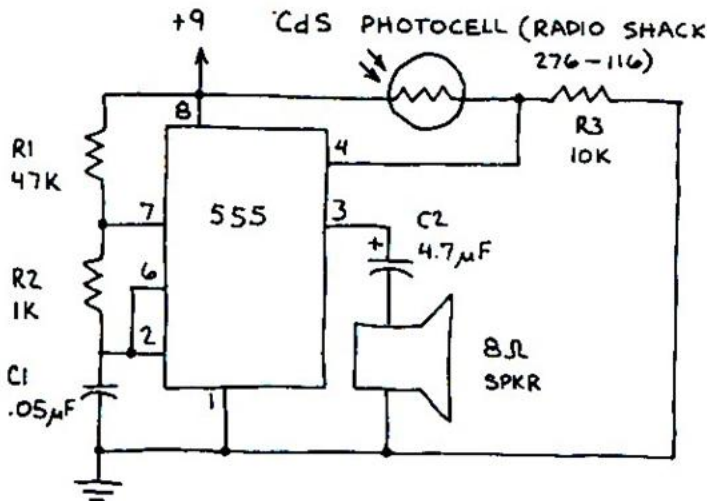 +9
CdS PHOTOCELL (RADIO SHACK
276-116)
8
R1
47K
4
R3
10K
7
555
3
C2
+
4.7µF
R2
1K
6
2
C1
.05µF
1
8Ω
SPKR